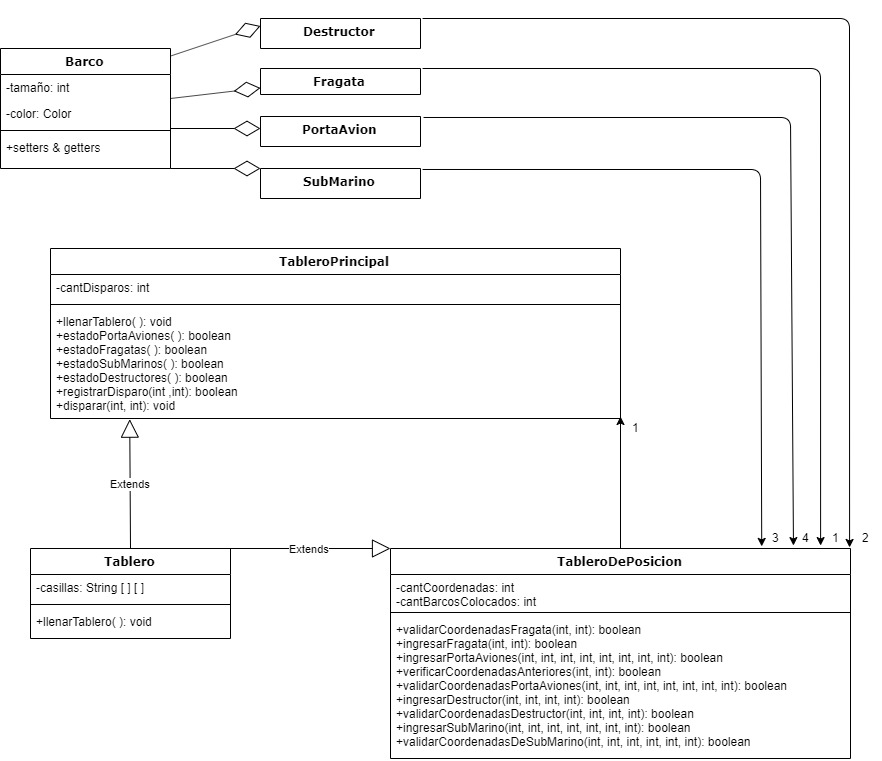 Destructor
Barco
-tamaño: int
-color: Color
+setters & getters
Fragata
PortaAvion
SubMarino
TableroPrincipal
-cantDisparos: int
+llenarTablero( ): void
+estadoPortaAviones( ): boolean
+estadoFragatas( ): boolean
+estadoSubMarinos( ): boolean
+estadoDestructores( ): boolean
+registrarDisparo(int ,int): boolean
+disparar(int, int): void
1
Extends
3
4
1
2
Extends
Tablero
-casillas: String [ ] [ ]
+llenarTablero( ): void
TableroDePosicion
-cantCoordenadas: int
-cantBarcosColocados: int
+validarCoordenadasFragata(int, int): boolean
+ingresarFragata(int, int): boolean
+ingresarPortaAviones(int, int, int, int, int, int, int, int): boolean
+verificarCoordenadasAnteriores(int, int): boolean
+validarCoordenadasPortaAviones(int, int, int, int, int, int, int, int): boolean
+ingresarDestructor(int, int, int, int): boolean
+validarCoordenadasDestructor(int, int, int, int): boolean
+ingresarSubMarino(int, int, int, int, int, int, int): boolean
+validarCoordenadasDeSubMarino(int, int, int, int, int, int): boolean